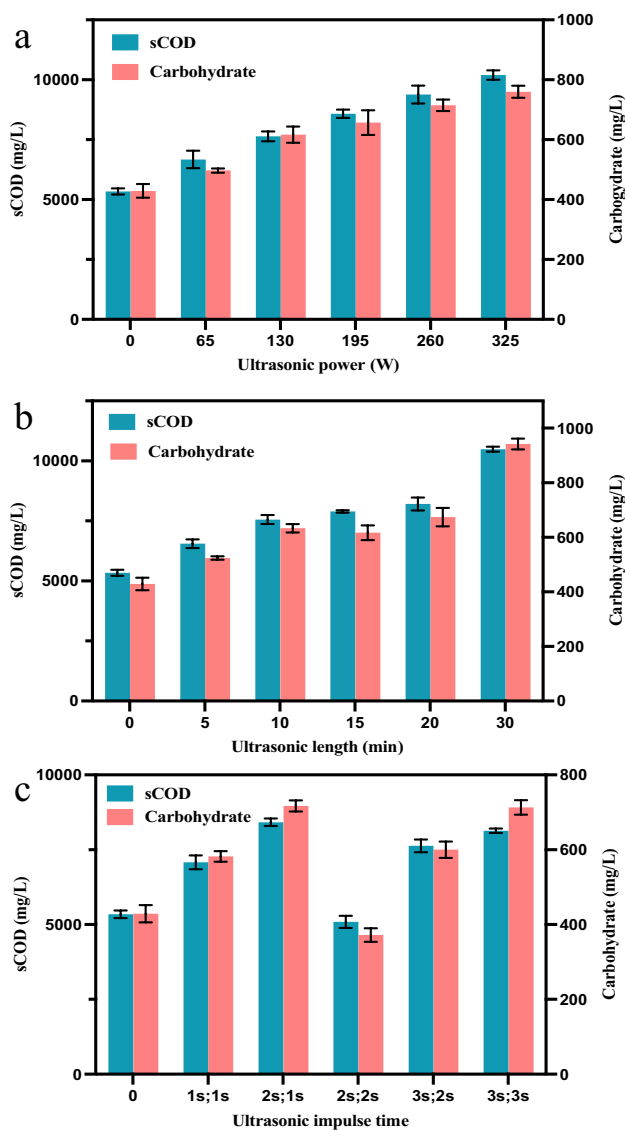 a
sCOD
Carbohydrate
10000
5000
0
sCOD (mg/L)
1000
800
600
400
200
0
Carbogydrate (mg/L)
0 65 130 195 260 325
Ultrasonic power (W)
b
sCOD
Carbohydrate
10000
5000
0
sCOD (mg/L)
1000
800
600
400
200
0
Carbohydrate (mg/L)
0 5 10 15 20 30
Ultrasonic length (min)
c
sCOD
Carbohydrate
10000
5000
0
sCOD (mg/L)
800
600
400
200
0
Carbohydrate (mg/L)
0 1s;1s 2s;1s 2s;2s 3s;2s 3s;3s
Ultrasonic impulse time